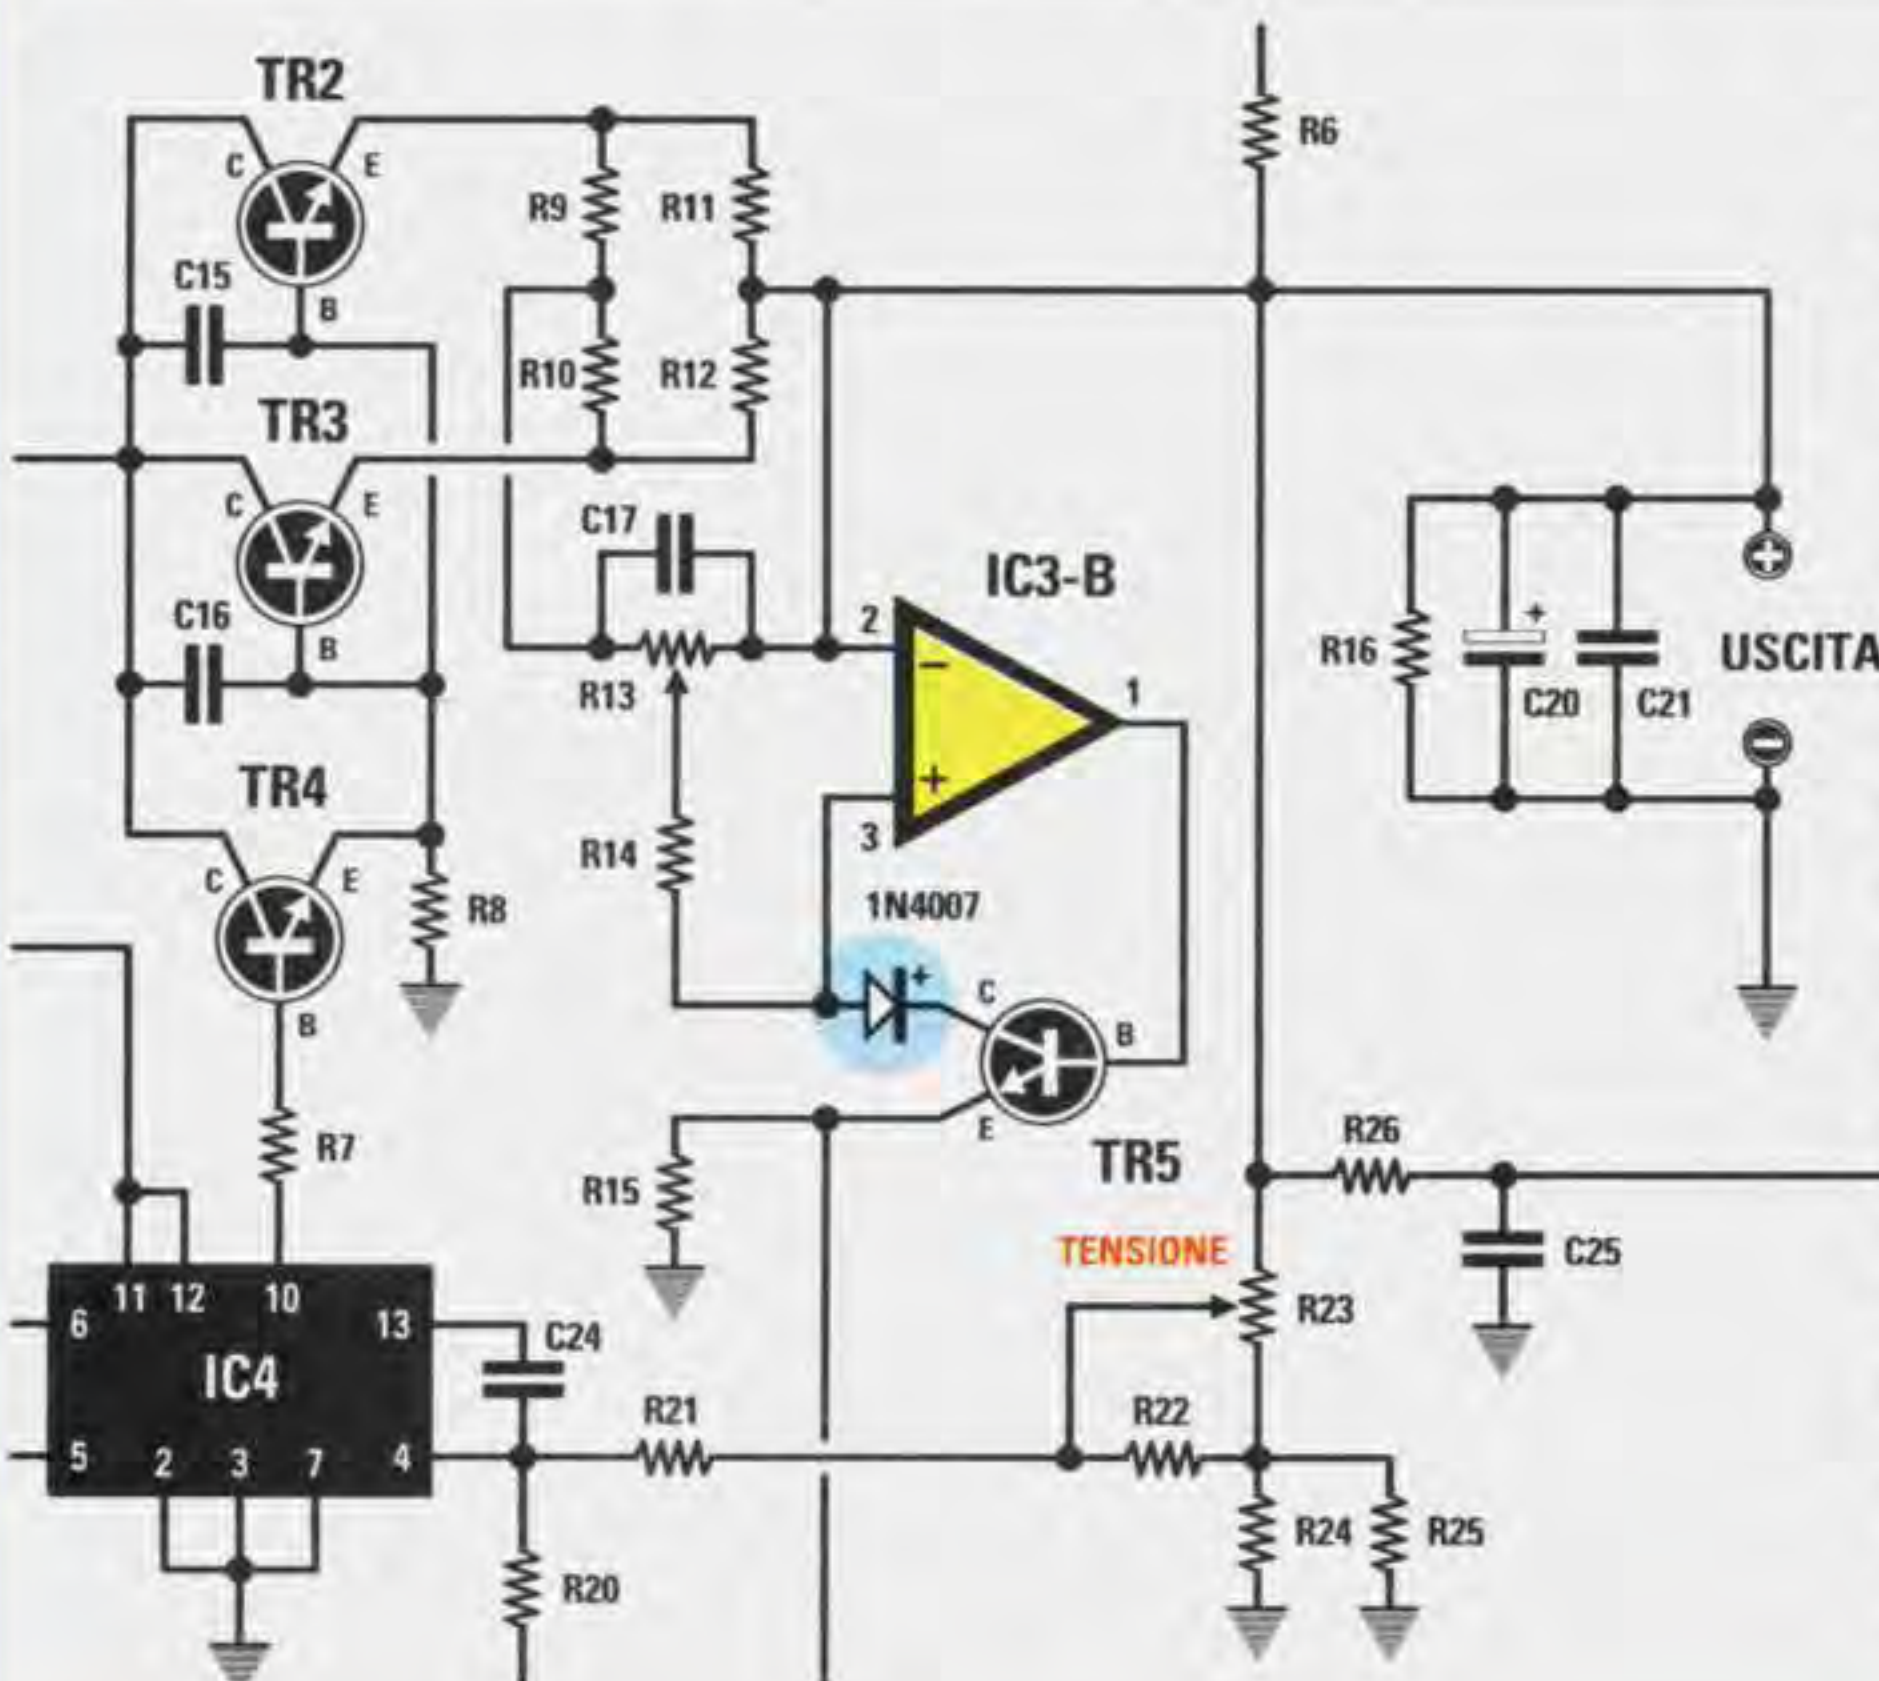 TR2
R6
C
E
R9
R11
C15
B
R10
R12
TR3
C
E
C17
IC3-B
C16
B
2
−
+
R16
USCITA
R13
1
C20
C21
TR4
+
R14
3
C
E
R8
1N4007
+
C
B
B
R7
E
R26
TR5
R15
TENSIONE
C25
R23
11 12 10
6
13
C24
IC4
R21
R22
5
2 3 7
4
R24
R25
R20